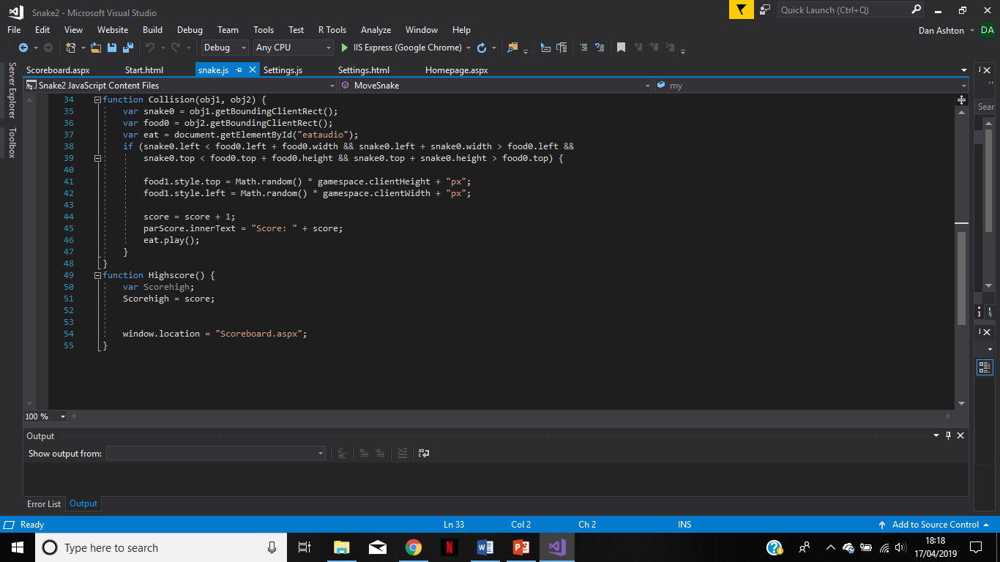 Snake2 - Microsoft Visual Studio
Quick Launch (Ctrl+Q)
File Edit View Website Build Debug Team Tools Test R Tools Analyze Window Help
Dan Ashton DA
Debug Any CPU IIS Express (Google Chrome)
Server Explorer
Toolbox
Scoreboard.aspx Start.html snake.js Settings.js Settings.html Homepage.aspx
Snake2 JavaScript Content Files MoveSnake my
Sear
34 function Collision(obj1, obj2) {
35 var snake0 = obj1.getBoundingClientRect();
36 var food0 = obj2.getBoundingClientRect();
37 var eat = document.getElementById("eataudio");
38 if (snake0.left < food0.left + food0.width && snake0.left + snake0.width > food0.left &&
39 snake0.top < food0.top + food0.height && snake0.top + snake0.height > food0.top) {
40
41 food1.style.top = Math.random() * gamespace.clientHeight + "px";
42 food1.style.left = Math.random() * gamespace.clientWidth + "px";
43
44 score = score + 1;
45 parScore.innerText = "Score: " + score;
46 eat.play();
47 }
48 }
49 function Highscore() {
50 var Scorehigh;
51 Scorehigh = score;
52
53
54 window.location = "Scoreboard.aspx";
55 }
100 %
Output
Show output from:
Error List Output
Ready Ln 33 Col 2 Ch 2 INS Add to Source Control
Type here to search
18:18
17/04/2019